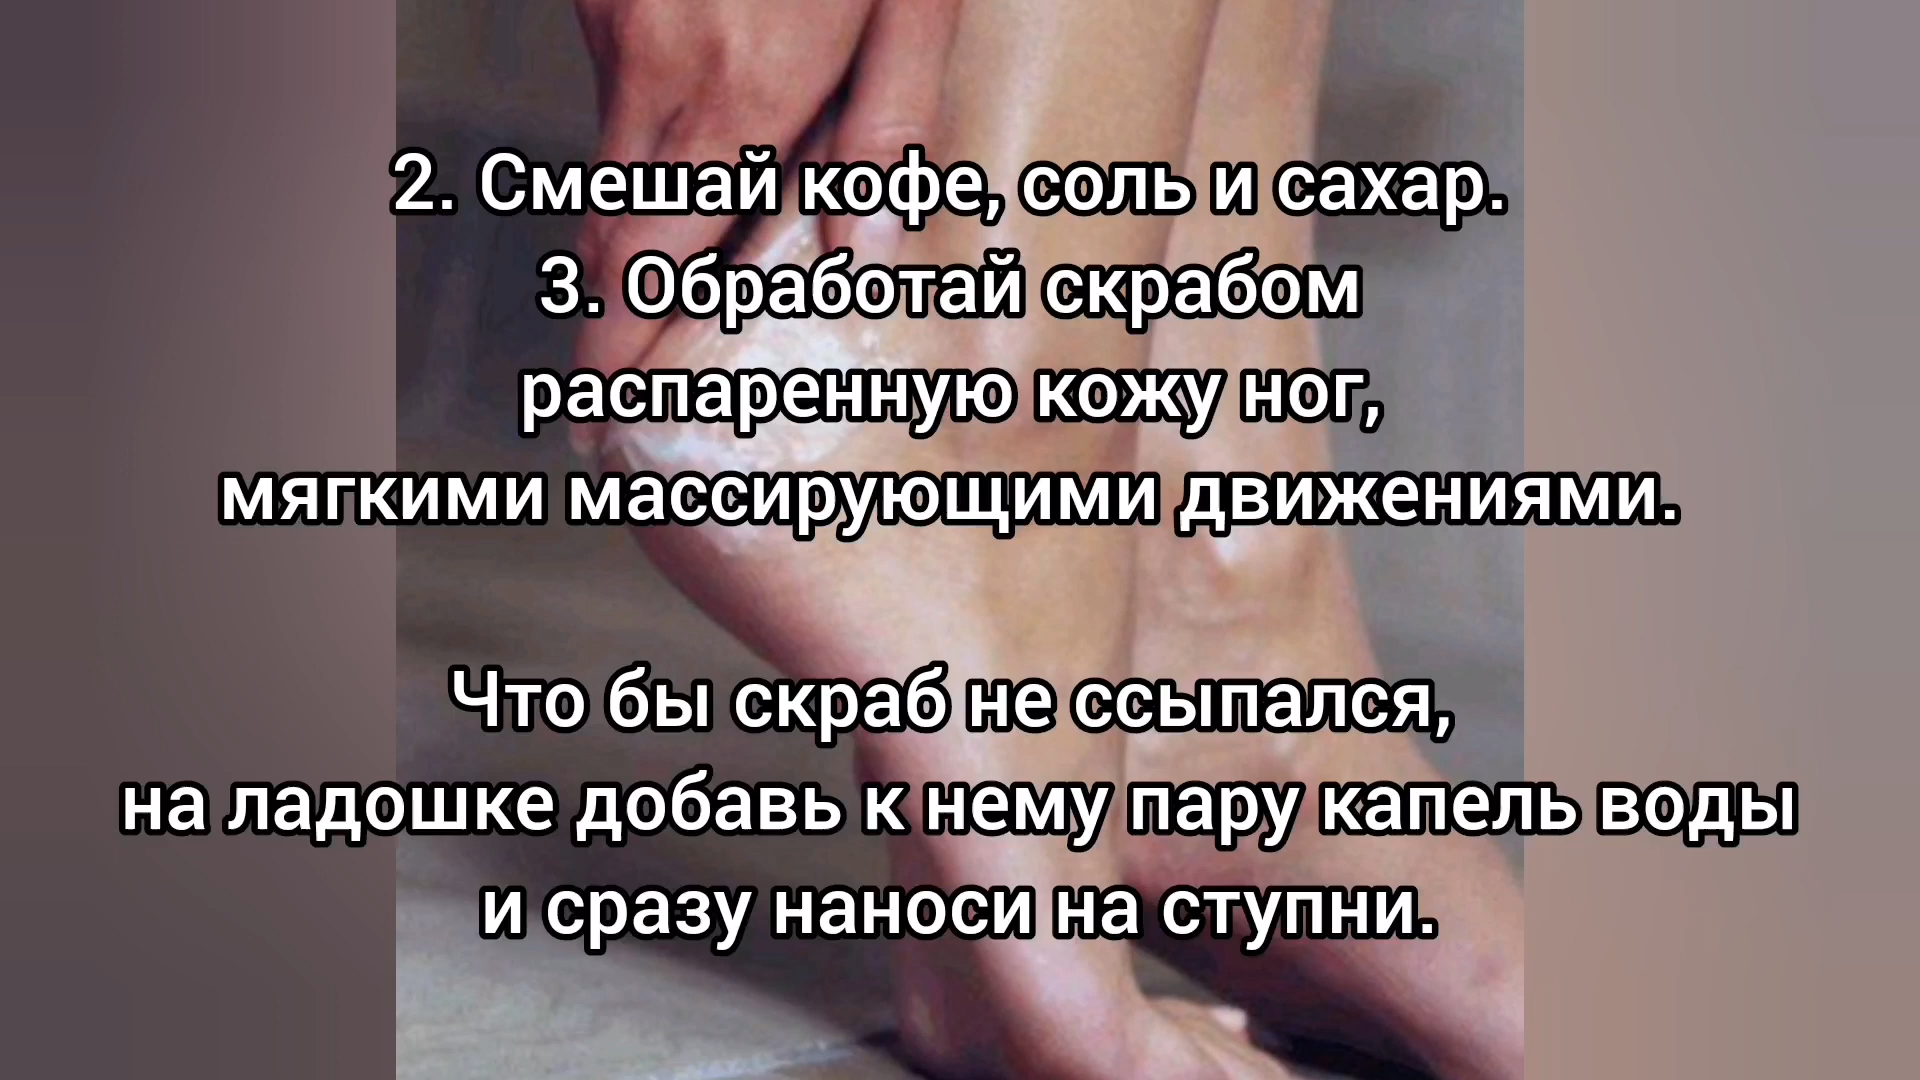 2. Смешай кофе, соль и сахар.
3. Обработай скрабом
распаренную кожу ног,
мягкими массирующими движениями.
Что бы скраб не ссыпался,
на ладошке добавь к нему пару капель воды
и сразу наноси на ступни.